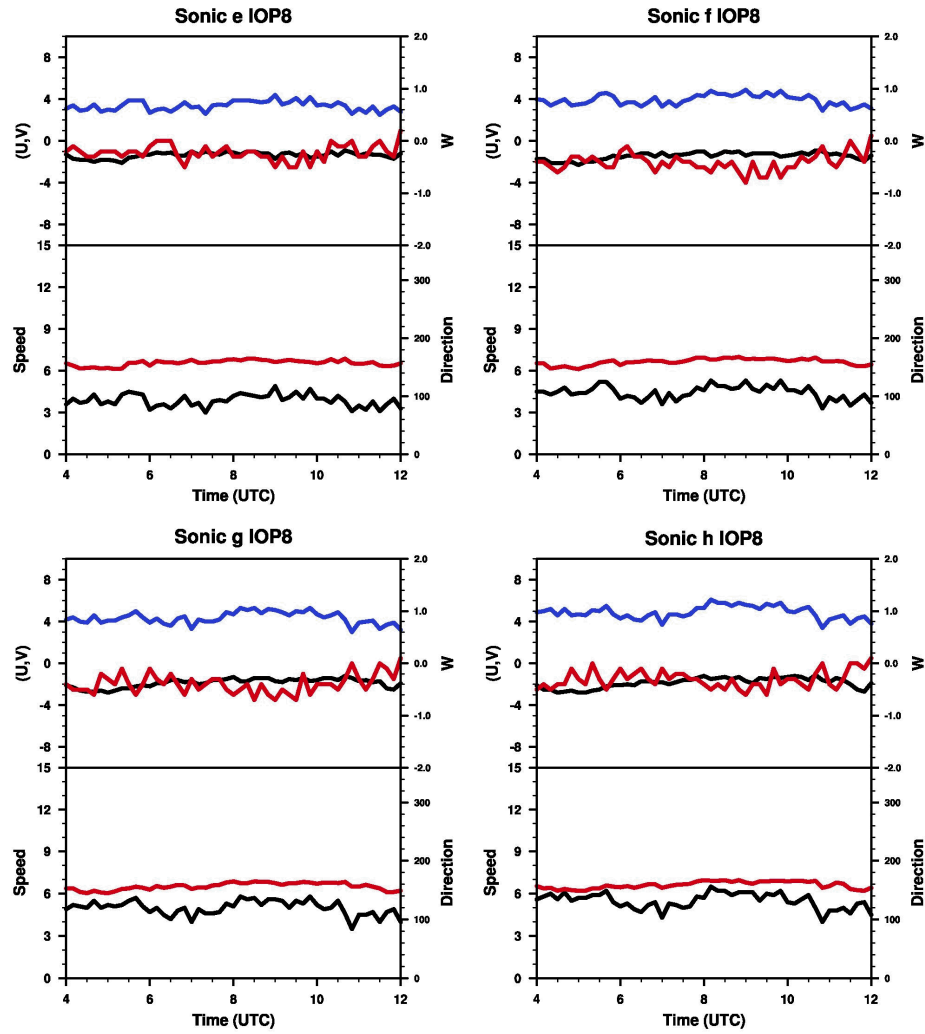 Sonic e IOP8
Sonic f IOP8
8
4
0
-4
-8
(U,V)
2.0
1.0
0.0
-1.0
-2.0
W
8
4
0
-4
-8
(U,V)
2.0
1.0
0.0
-1.0
-2.0
W
15
12
9
6
3
0
Speed
300
200
100
0
Direction
15
12
9
6
3
0
Speed
300
200
100
0
Direction
4 6 8 10 12
Time (UTC)
4 6 8 10 12
Time (UTC)
Sonic g IOP8
Sonic h IOP8
8
4
0
-4
-8
(U,V)
2.0
1.0
0.0
-1.0
-2.0
W
8
4
0
-4
-8
(U,V)
2.0
1.0
0.0
-1.0
-2.0
W
15
12
9
6
3
0
Speed
300
200
100
0
Direction
15
12
9
6
3
0
Speed
300
200
100
0
Direction
4 6 8 10 12
Time (UTC)
4 6 8 10 12
Time (UTC)